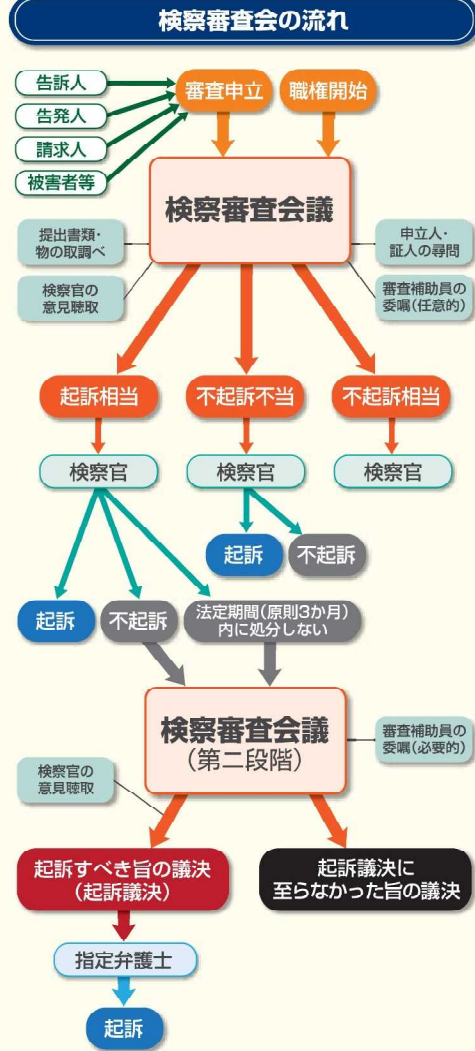 検察審査会の流れ
告訴人
告発人
請求人
被害者等
審査申立
職権開始
検察審査会議
提出書類・
物の取調べ
検察官の
意見聴取
申立人・
証人の尋問
審査補助員の
委嘱(任意的)
起訴相当
不起訴不当
不起訴相当
検察官
検察官
検察官
起訴
不起訴
起訴
不起訴
法定期間(原則3か月)
内に処分しない
検察審査会議
(第二段階)
審査補助員の
委嘱(必要的)
検察官の
意見聴取
起訴すべき旨の議決
(起訴議決)
起訴議決に
至らなかった旨の議決
指定弁護士
起訴